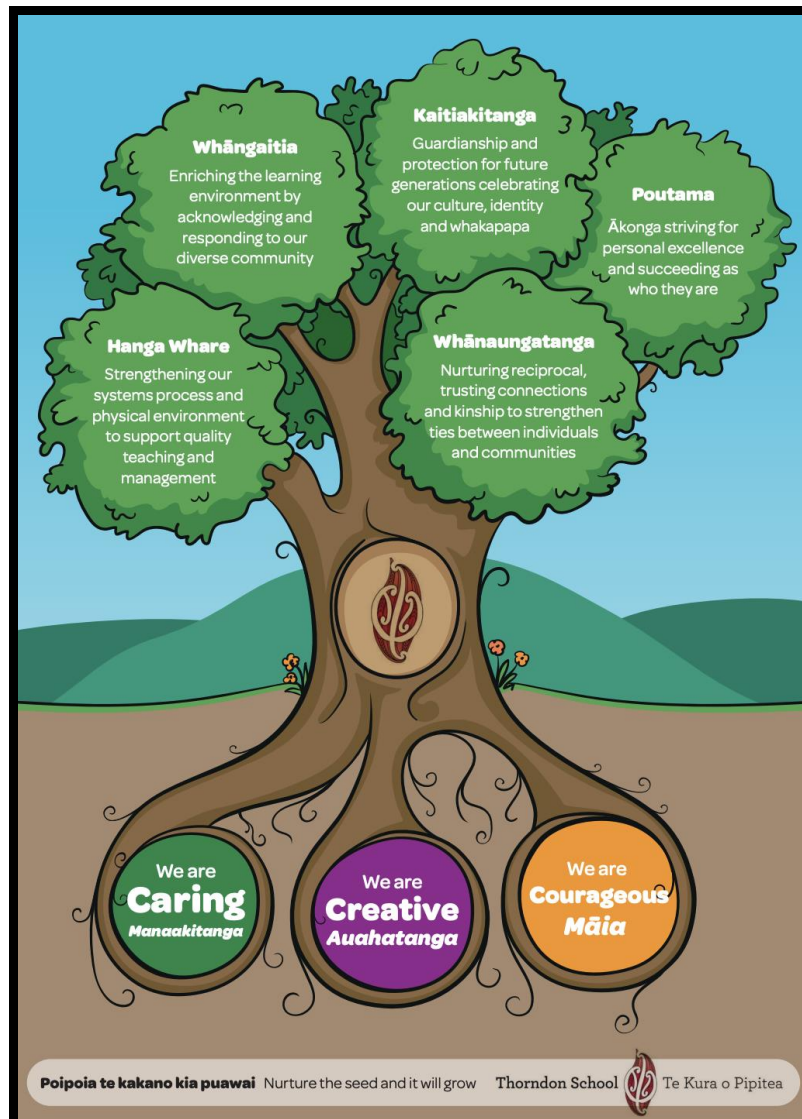 Kaitiakitanga
Guardianship and
protection for future
generations celebrating
our culture, identity
and whakapapa
Whāngaitia
Enriching the learning
environment by
acknowledging and
responding to our
diverse community
Poutama
Ākonga striving for
personal excellence
and succeeding as
who they are
Hanga Whare
Strengthening our
systems process and
physical environment
to support quality
teaching and
management
Whānaungatanga
Nurturing reciprocal,
trusting connections
and kinship to strengthen
ties between individuals
and communities
We are
Caring
Manaakitanga
We are
Creative
Auahatanga
We are
Courageous
Māia
Poipoia te kakano kia puawai Nurture the seed and it will grow Thorndon School Te Kura o Pipitea